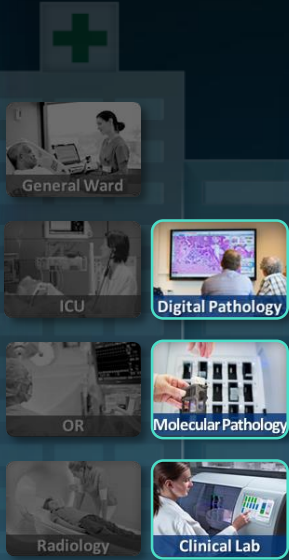 General Ward
ICU
Digital Pathology
OR
Molecular Pathology
Radiology
Clinical Lab